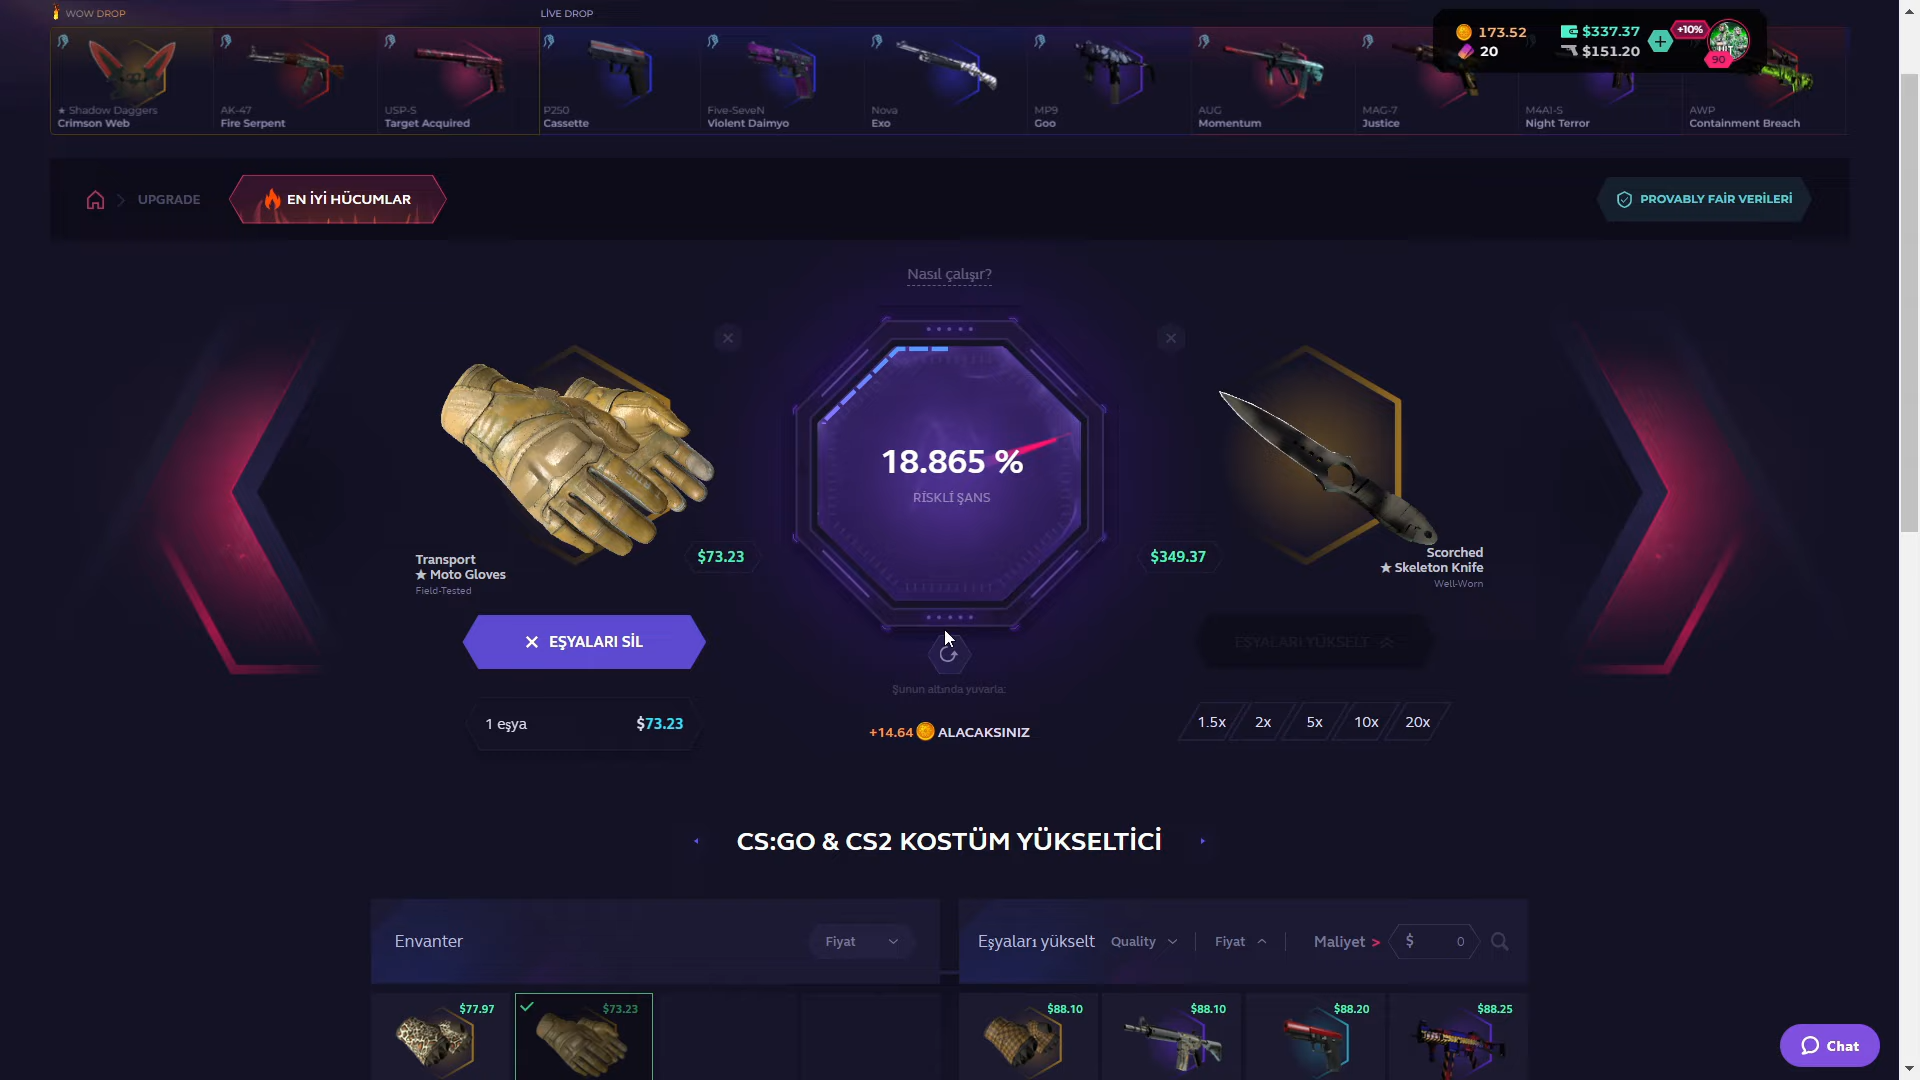 WOW DROP
LİVE DROP
173.52
20
$337.37
$151.20
+10%
90
★ Shadow Daggers
Crimson Web
AK-47
Fire Serpent
USP-S
Target Acquired
P250
Cassette
Five-SeveN
Violent Daimyo
Nova
Exo
MP9
Goo
AUG
Momentum
MAG-7
Justice
M4A1-S
Night Terror
AWP
Containment Breach
UPGRADE
EN İYİ HÜCUMLAR
PROVABLY FAİR VERİLERİ
Nasıl çalışır?
18.865 %
RİSKLİ ŞANS
Transport
★ Moto Gloves
Field-Tested
$73.23
$349.37
Scorched
★ Skeleton Knife
Well-Worn
EŞYALARI SİL
EŞYALARI YÜKSELT
1 eşya
$73.23
Şunun altında yuvarla:
+14.64 ALACAKSINIZ
1.5x
2x
5x
10x
20x
CS:GO & CS2 KOSTÜM YÜKSELTİCİ
Envanter
Fiyat
Eşyaları yükselt
Quality
Fiyat
Maliyet >
$ 0
$77.97
$73.23
$88.10
$88.10
$88.20
$88.25
Chat